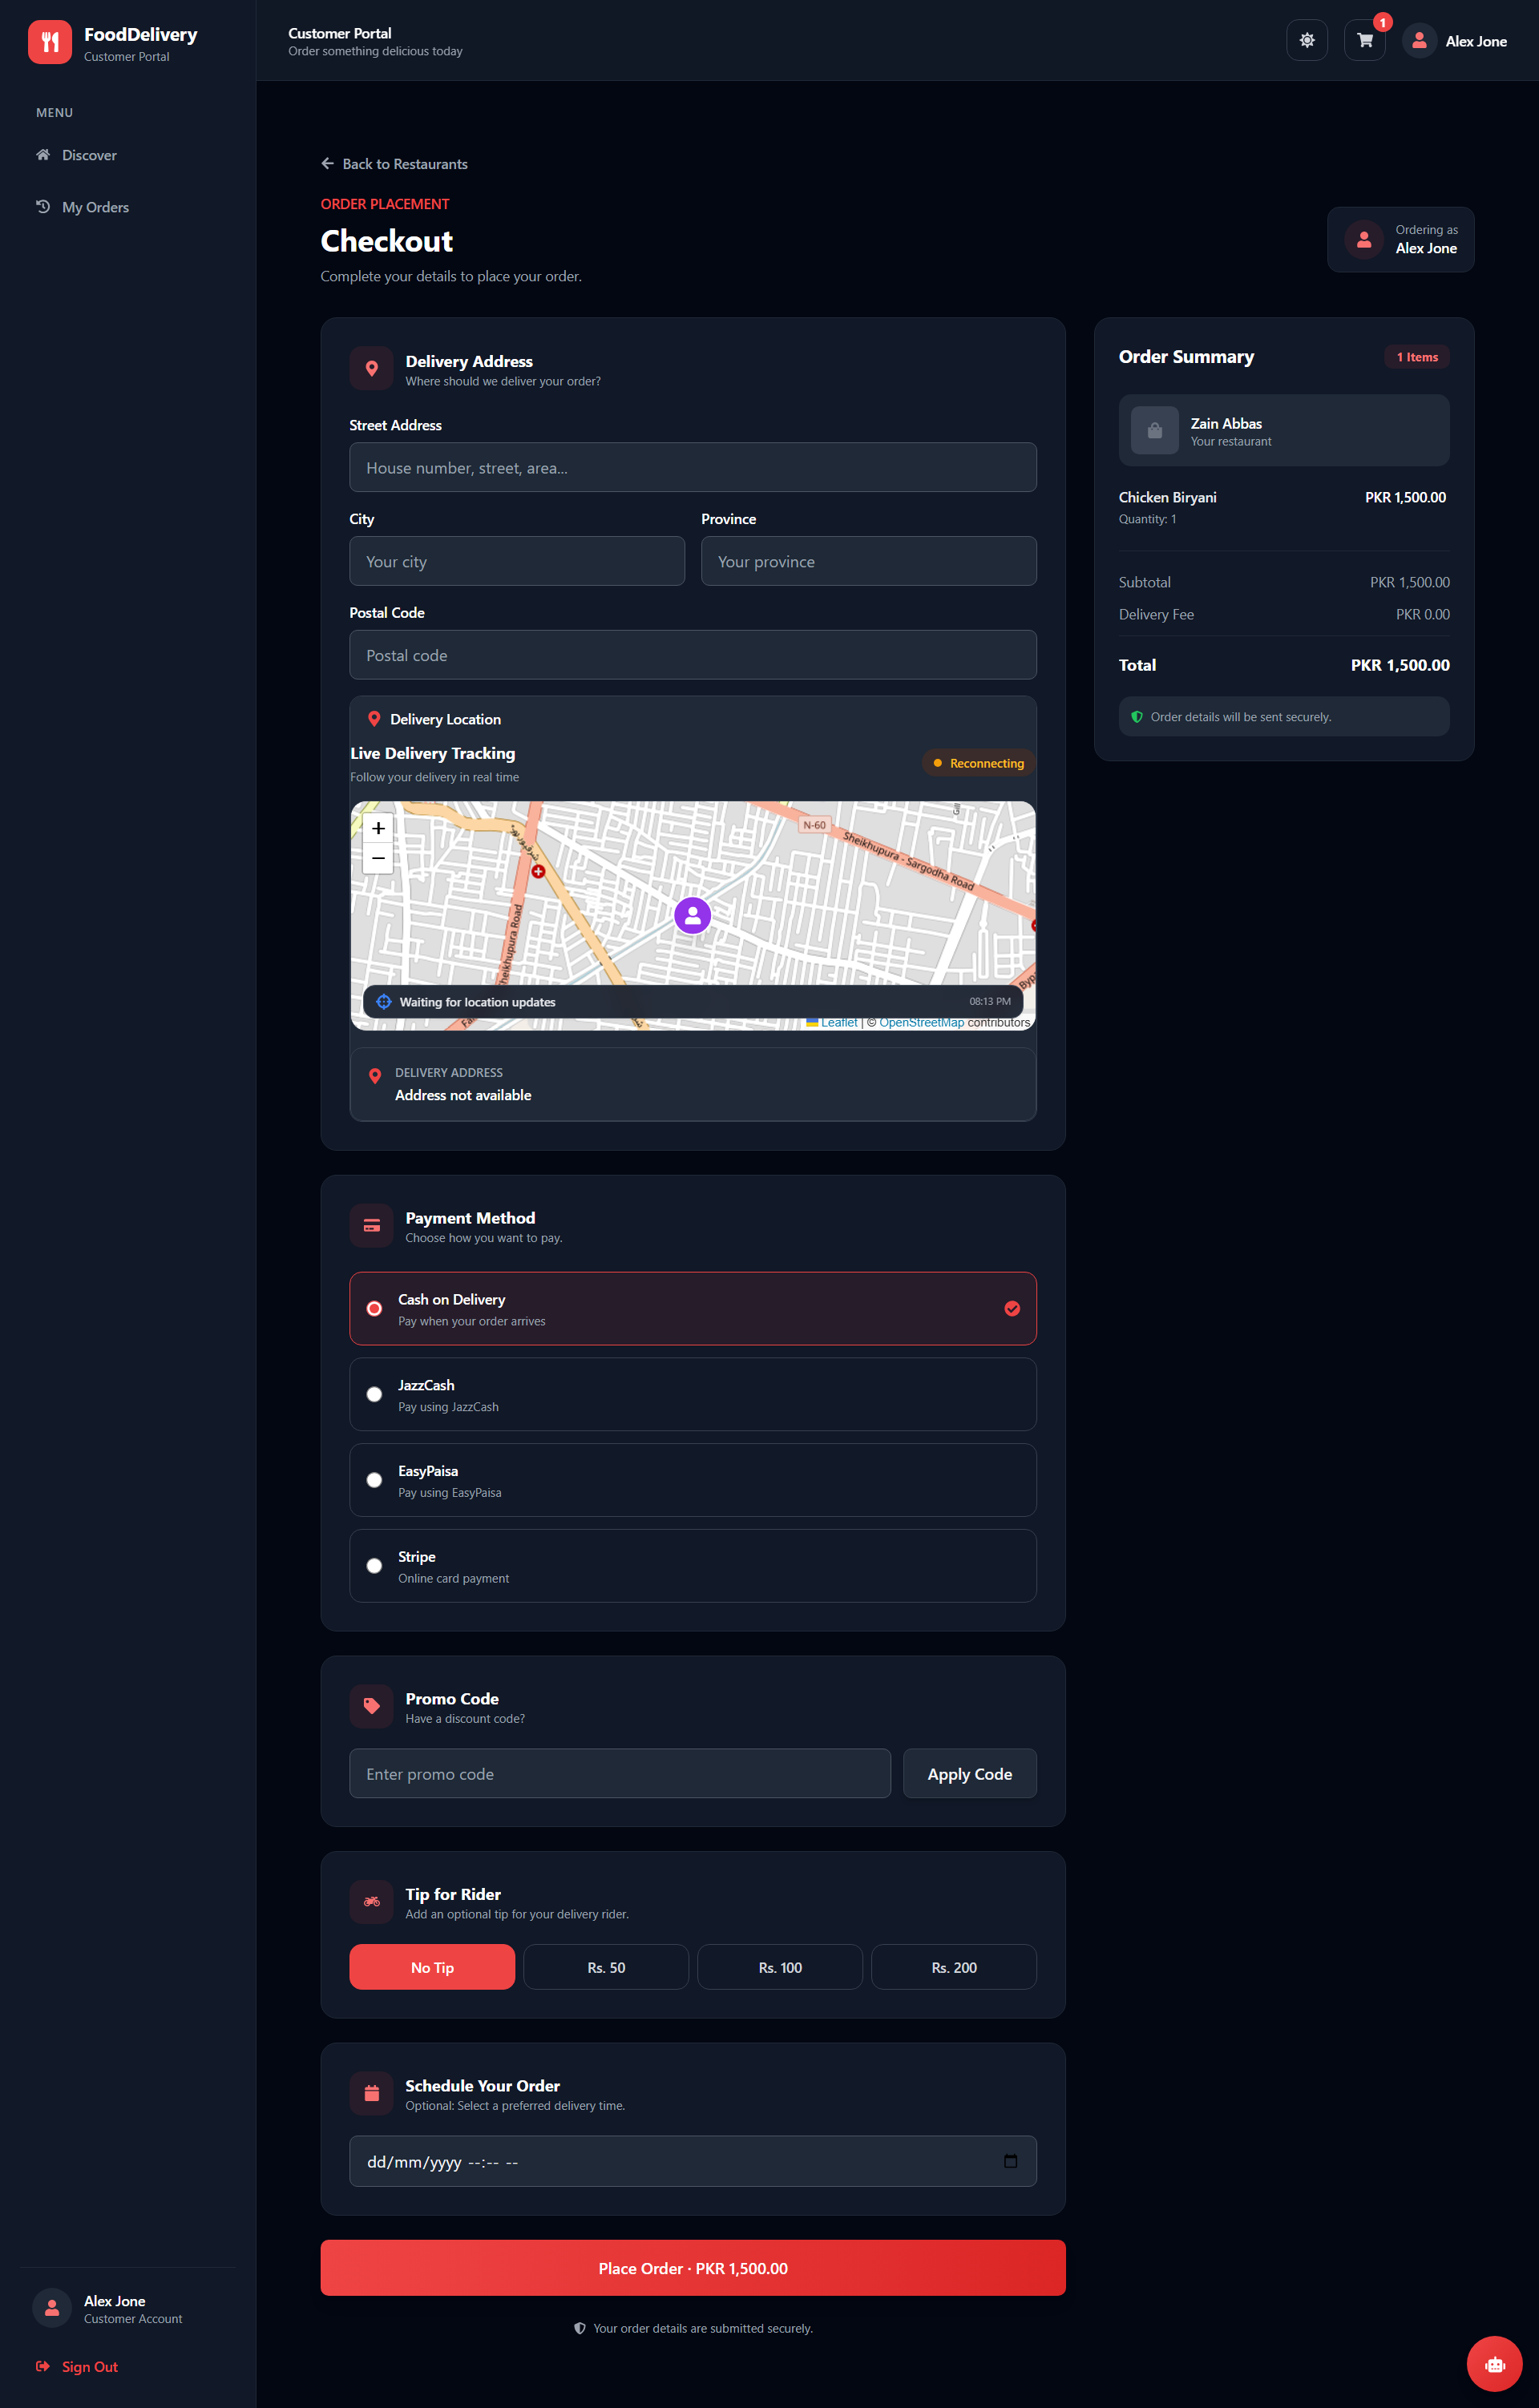 FoodDelivery
Customer Portal
MENU
Discover
My Orders
Customer Portal
Order something delicious today
1
Alex Jone
Back to Restaurants
ORDER PLACEMENT
Checkout
Complete your details to place your order.
Ordering as
Alex Jone
Delivery Address
Where should we deliver your order?
Street Address
House number, street, area...
City
Province
Your city
Your province
Postal Code
Postal code
Delivery Location
Live Delivery Tracking
Follow your delivery in real time
Reconnecting
+
−
N-60
Sheikhupura - Sargodha Road
Sheikhupura Road
Waiting for location updates
08:13 PM
Leaflet | © OpenStreetMap contributors
DELIVERY ADDRESS
Address not available
Order Summary
1 Items
Zain Abbas
Your restaurant
Chicken Biryani
PKR 1,500.00
Quantity: 1
Subtotal
PKR 1,500.00
Delivery Fee
PKR 0.00
Total
PKR 1,500.00
Order details will be sent securely.
Payment Method
Choose how you want to pay.
Cash on Delivery
Pay when your order arrives
JazzCash
Pay using JazzCash
EasyPaisa
Pay using EasyPaisa
Stripe
Online card payment
Promo Code
Have a discount code?
Enter promo code
Apply Code
Tip for Rider
Add an optional tip for your delivery rider.
No Tip
Rs. 50
Rs. 100
Rs. 200
Schedule Your Order
Optional: Select a preferred delivery time.
dd/mm/yyyy --:-- --
Place Order · PKR 1,500.00
Your order details are submitted securely.
Alex Jone
Customer Account
Sign Out